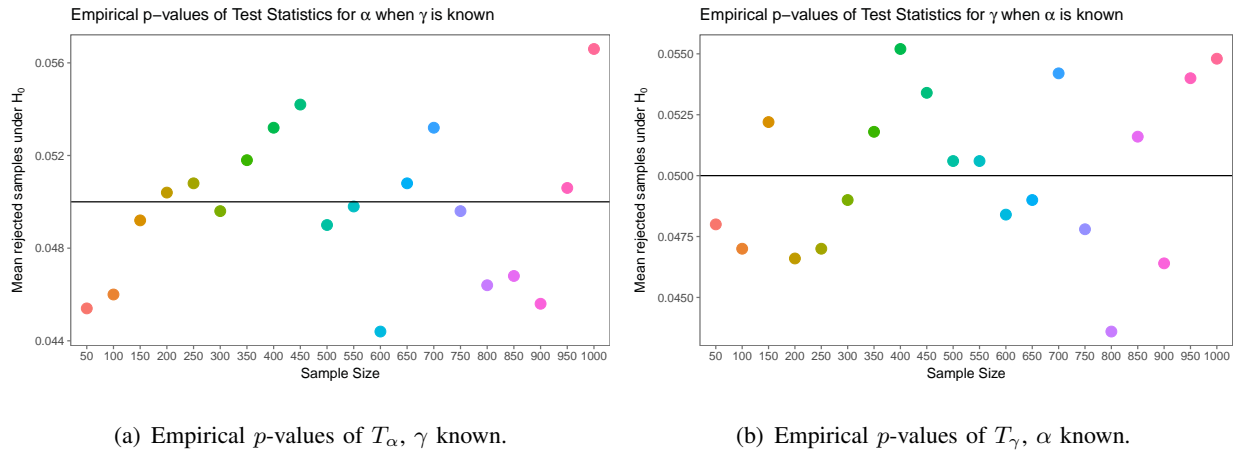 Empirical p−values of Test Statistics for α when γ is known
Mean rejected samples under H₀
0.056
0.052
0.048
0.044
50 100 150 200 250 300 350 400 450 500 550 600 650 700 750 800 850 900 950 1000
Sample Size
(a) Empirical p-values of Tα, γ known.
Empirical p−values of Test Statistics for γ when α is known
Mean rejected samples under H₀
0.0550
0.0525
0.0500
0.0475
0.0450
50 100 150 200 250 300 350 400 450 500 550 600 650 700 750 800 850 900 950 1000
Sample Size
(b) Empirical p-values of Tγ, α known.